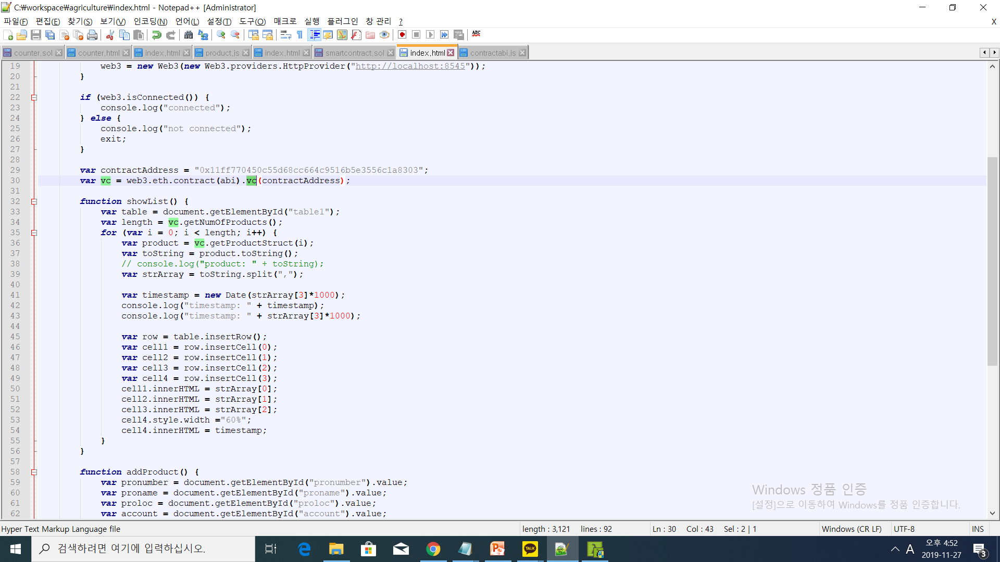 C:₩workspace₩agriculture₩index.html - Notepad++ [Administrator]
파일(F) 편집(E) 찾기(S) 보기(V) 인코딩(N) 언어(L) 설정(T) 도구(O) 매크로 실행 플러그인 창 관리 ? X
counter.sol counter.html index.html product.js index.html smartcontract.sol index.html contractabi.js
19 web3 = new Web3(new Web3.providers.HttpProvider("http://localhost:8545"));
20 }
21
22 if (web3.isConnected()) {
23 console.log("connected");
24 } else {
25 console.log("not connected");
26 exit;
27 }
28
29 var contractAddress = "0x11ff770450c55d68cc664c9516b5e3556c1a8303";
30 var vc = web3.eth.contract(abi).vc(contractAddress);
31
32 function showList() {
33 var table = document.getElementById("table1");
34 var length = vc.getNumOfProducts();
35 for (var i = 0; i < length; i++) {
36 var product = vc.getProductStruct(i);
37 var toString = product.toString();
38 // console.log("product: " + toString);
39 var strArray = toString.split(",");
40
41 var timestamp = new Date(strArray[3]*1000);
42 console.log("timestamp: " + timestamp);
43 console.log("timestamp: " + strArray[3]*1000);
44
45 var row = table.insertRow();
46 var cell1 = row.insertCell(0);
47 var cell2 = row.insertCell(1);
48 var cell3 = row.insertCell(2);
49 var cell4 = row.insertCell(3);
50 cell1.innerHTML = strArray[0];
51 cell2.innerHTML = strArray[1];
52 cell3.innerHTML = strArray[2];
53 cell4.style.width ="60%";
54 cell4.innerHTML = timestamp;
55 }
56 }
57
58 function addProduct() {
59 var pronumber = document.getElementById("pronumber").value;
60 var proname = document.getElementById("proname").value;
61 var proloc = document.getElementById("proloc").value;
62 var account = document.getElementById("account").value;
Windows 정품 인증
[설정]으로 이동하여 Windows를 정품 인증합니다.
Hyper Text Markup Language file length : 3,121 lines : 92 Ln : 30 Col : 43 Sel : 2 | 1 Windows (CR LF) UTF-8 INS
검색하려면 여기에 입력하십시오.
TALK
A
오후 4:52
2019-11-27
3